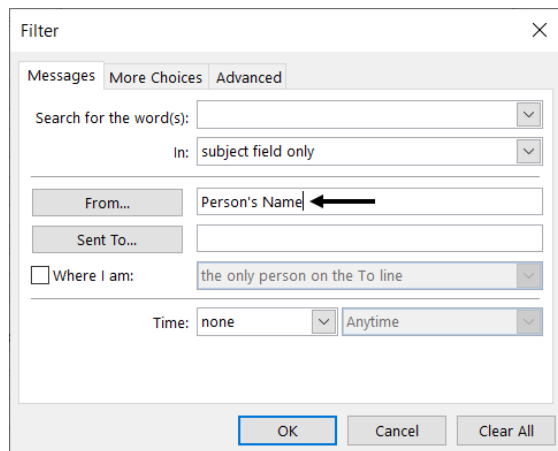 Filter
Messages More Choices Advanced
Search for the word(s):
In: subject field only
From... Person's Name
Sent To...
Where I am: the only person on the To line
Time: none Anytime
OK Cancel Clear All